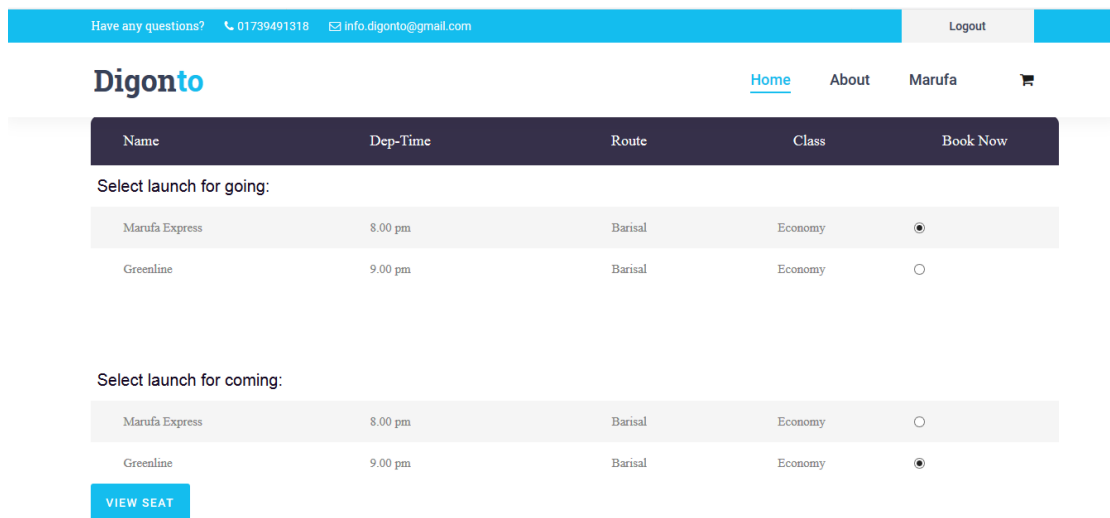 Have any questions? 01739491318 info.digonto@gmail.com Logout
Digonto Home About Marufa
Name Dep-Time Route Class Book Now
Select launch for going:
Marufa Express 8.00 pm Barisal Economy
Greenline 9.00 pm Barisal Economy
Select launch for coming:
Marufa Express 8.00 pm Barisal Economy
Greenline 9.00 pm Barisal Economy
VIEW SEAT